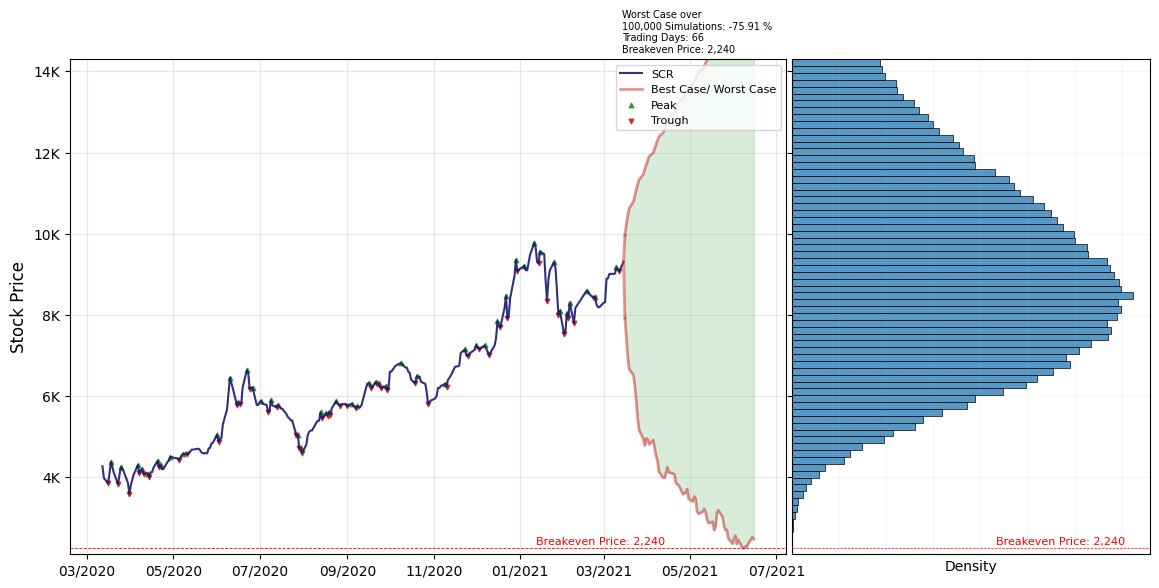 Worst Case over
100,000 Simulations: -75.91 %
Trading Days: 66
Breakeven Price: 2,240
14K
12K
10K
8K
6K
4K
Stock Price
SCR
Best Case/ Worst Case
Peak
Trough
Breakeven Price: 2,240
Breakeven Price: 2,240
03/2020
05/2020
07/2020
09/2020
11/2020
01/2021
03/2021
05/2021
07/2021
Density